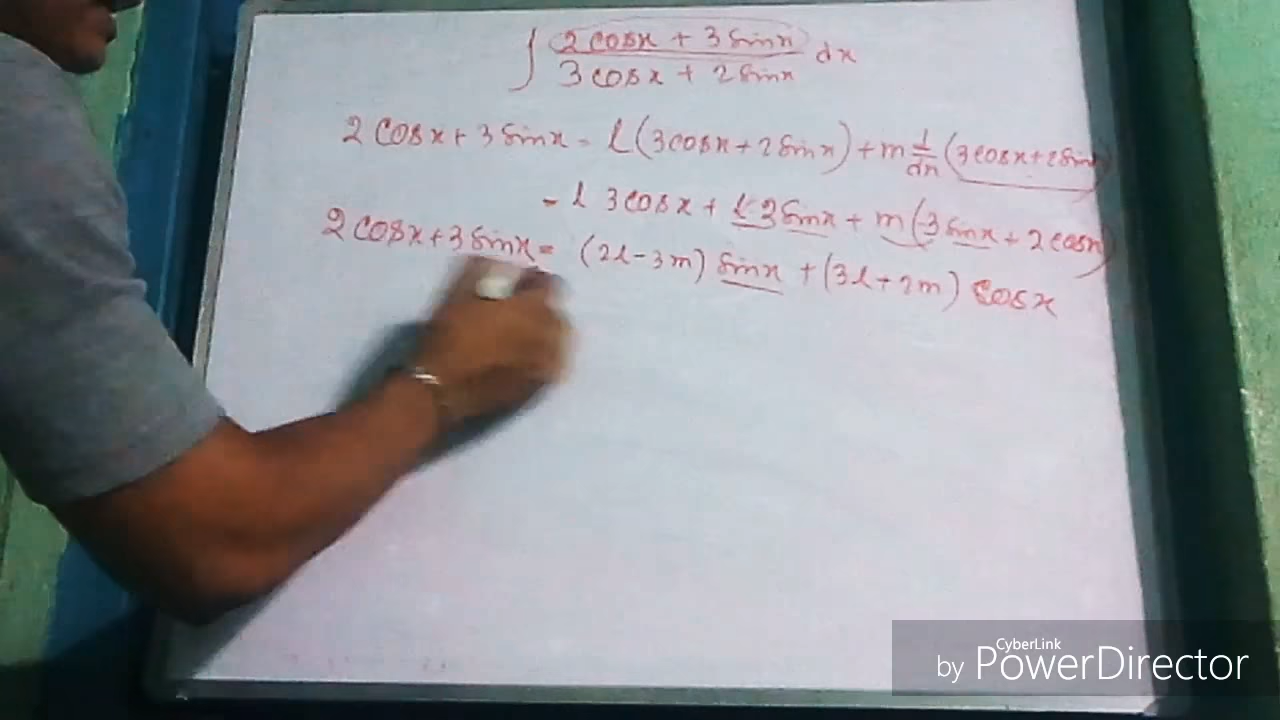 ∫ (2cosx + 3sinx)/(3cosx + 2sinx) dx
2cosx + 3sinx = l(3cosx + 2sinx) + m d/dx (3cosx + 2sinx)
= l 3cosx + l 2sinx + m(-3sinx + 2cosx)
2cosx + 3sinx = (2l - 3m) sinx + (3l + 2m) cosx
CyberLink
by PowerDirector